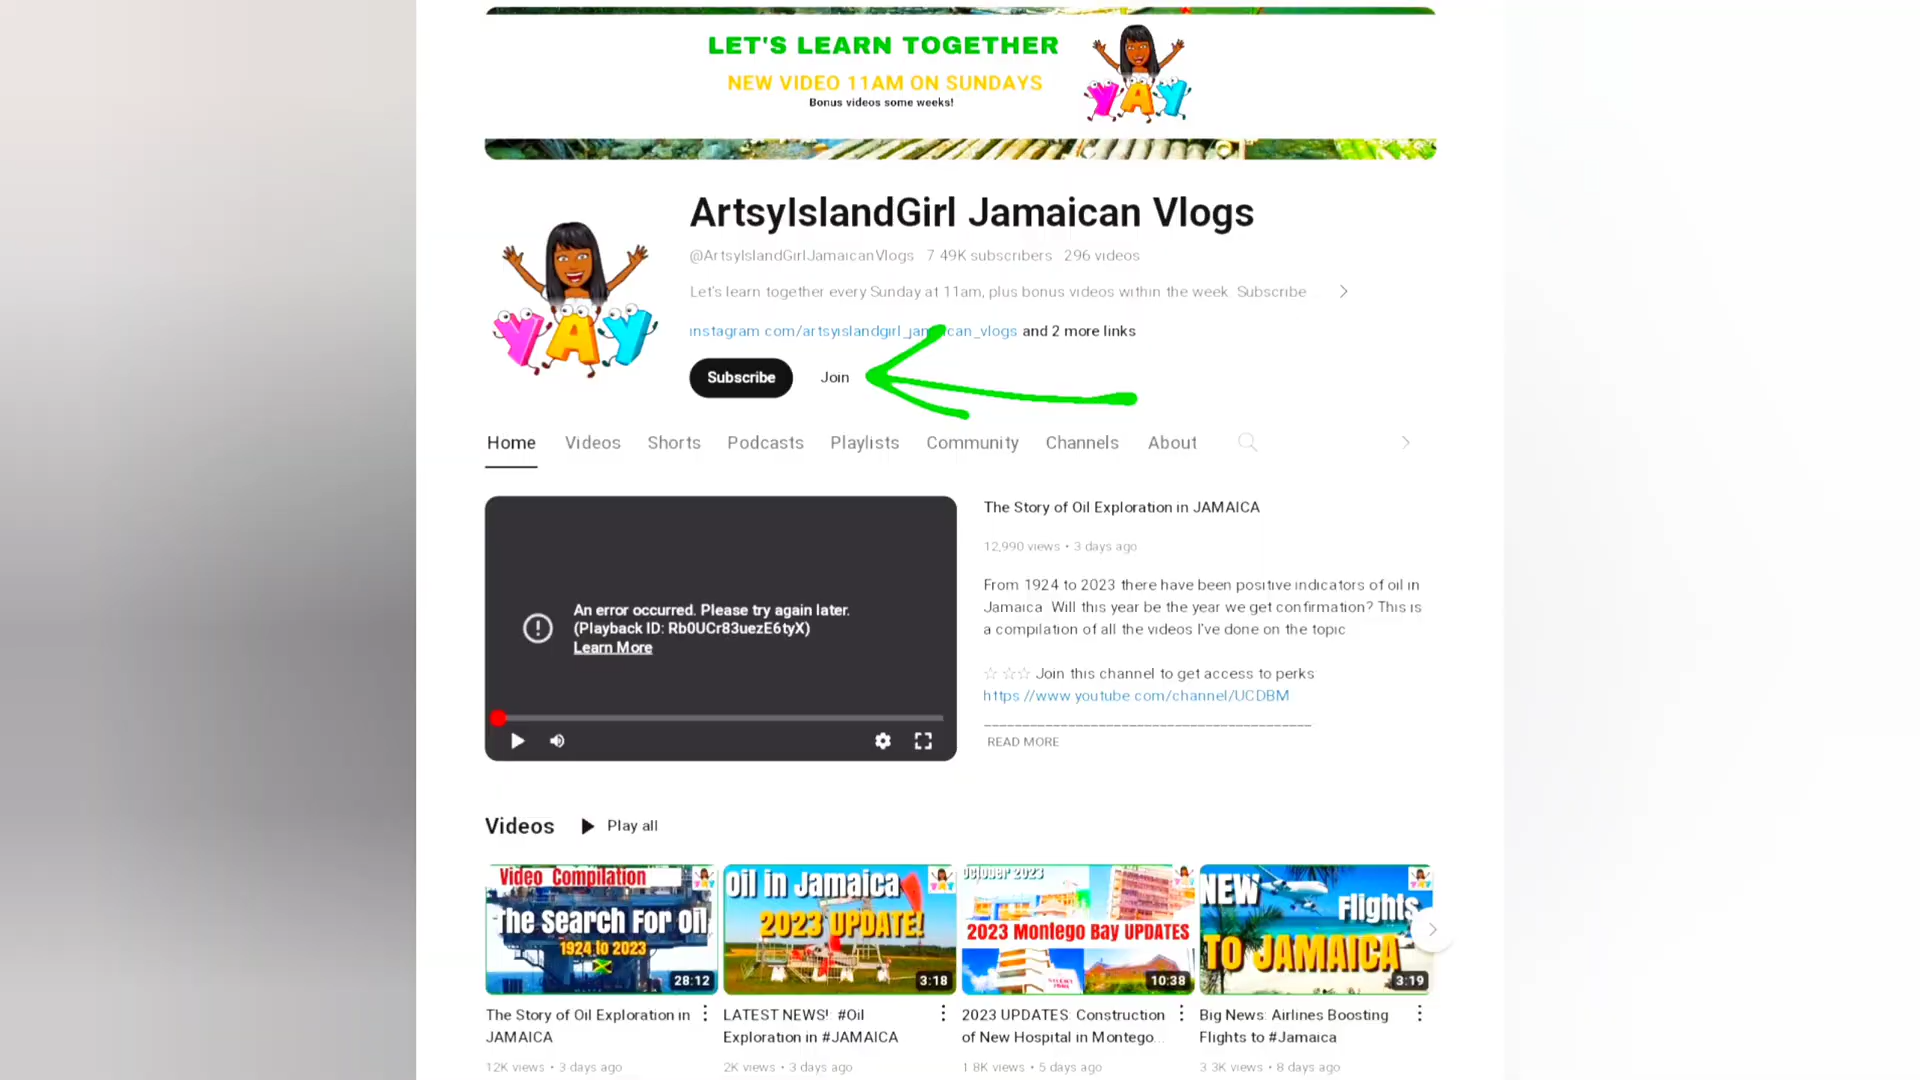 LET'S LEARN TOGETHER
NEW VIDEO 11AM ON SUNDAYS
Bonus videos some weeks!
YAY
ArtsyIslandGirl Jamaican Vlogs
@ArtsyIslandGirlJamaicanVlogs 7 49K subscribers 296 videos
Let's learn together every Sunday at 11am, plus bonus videos within the week Subscribe
YAY
instagram com/artsyislandgirl_jam can_vlogs and 2 more links
Subscribe Join
Home Videos Shorts Podcasts Playlists Community Channels About
The Story of Oil Exploration in JAMAICA
12,990 views • 3 days ago
From 1924 to 2023 there have been positive indicators of oil in
Jamaica Will this year be the year we get confirmation? This is
a compilation of all the videos I've done on the topic
☆ ☆☆ Join this channel to get access to perks
https //www youtube com/channel/UCDBM
READ MORE
An error occurred. Please try again later.
(Playback ID: Rb0UCr83uezE6tyX)
Learn More
Videos Play all
Video Compilation
The Search For Oil
1924 to 2023
28:12
The Story of Oil Exploration in
JAMAICA
12K views • 3 days ago
Oil in Jamaica
2023 UPDATE!
3:18
LATEST NEWS! #Oil
Exploration in #JAMAICA
2K views • 3 days ago
October 2023
2023 Montego Bay UPDATES
10:38
2023 UPDATES Construction
of New Hospital in Montego...
1 8K views • 5 days ago
NEW Flights
TO JAMAICA
3:19
Big News Airlines Boosting
Flights to #Jamaica
3 3K views • 8 days ago